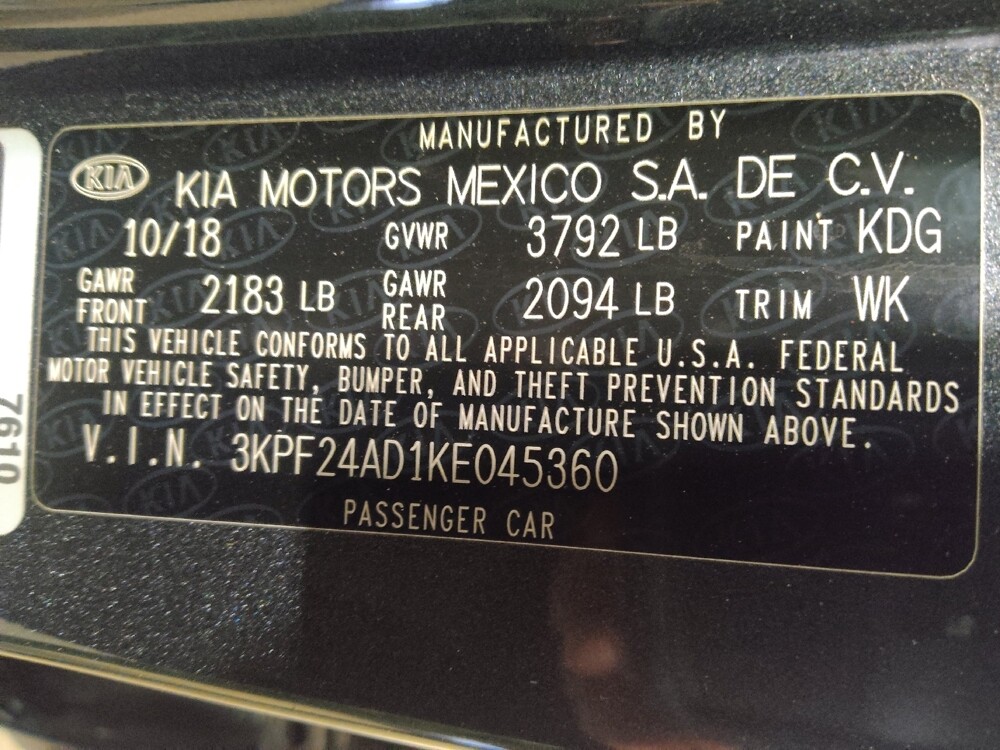 MANUFACTURED BY
KIA KIA MOTORS MEXICO S.A. DE C.V.
10/18 GVWR 3792 LB PAINT KDG
GAWR FRONT 2183 LB GAWR REAR 2094 LB TRIM WK
THIS VEHICLE CONFORMS TO ALL APPLICABLE U.S.A. FEDERAL
MOTOR VEHICLE SAFETY, BUMPER, AND THEFT PREVENTION STANDARDS
IN EFFECT ON THE DATE OF MANUFACTURE SHOWN ABOVE.
V.I.N. 3KPF24AD1KE045360
PASSENGER CAR
7610